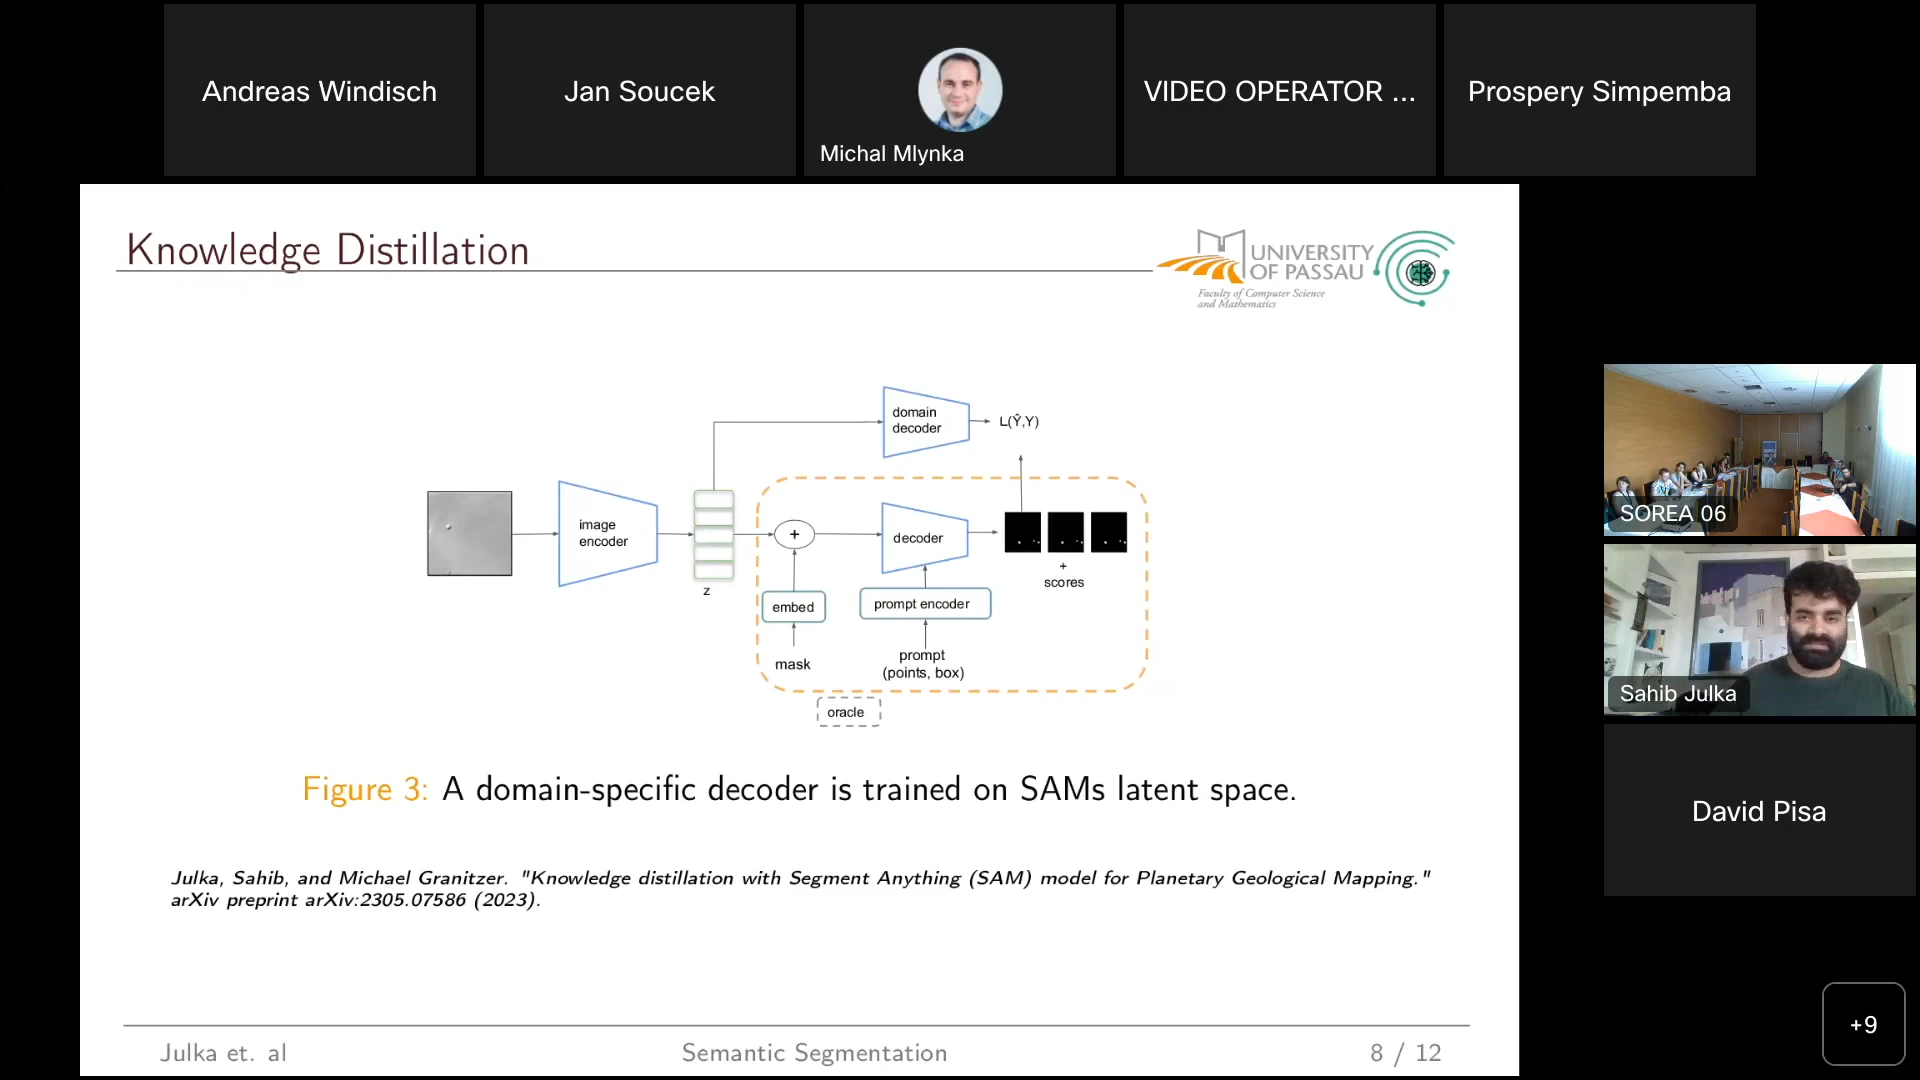 Andreas Windisch
Jan Soucek
Michal Mlynka
VIDEO OPERATOR ...
Prospery Simpemba
Knowledge Distillation
UNIVERSITY
OF PASSAU
Faculty of Computer Science
and Mathematics
domain
decoder
L(Ŷ,Y)
image
encoder
z
+
decoder
+
scores
embed
prompt encoder
mask
prompt
(points, box)
oracle
Figure 3: A domain-specific decoder is trained on SAMs latent space.
Julka, Sahib, and Michael Granitzer. "Knowledge distillation with Segment Anything (SAM) model for Planetary Geological Mapping."
arXiv preprint arXiv:2305.07586 (2023).
Julka et. al
Semantic Segmentation
8 / 12
SOREA 06
Sahib Julka
David Pisa
+9